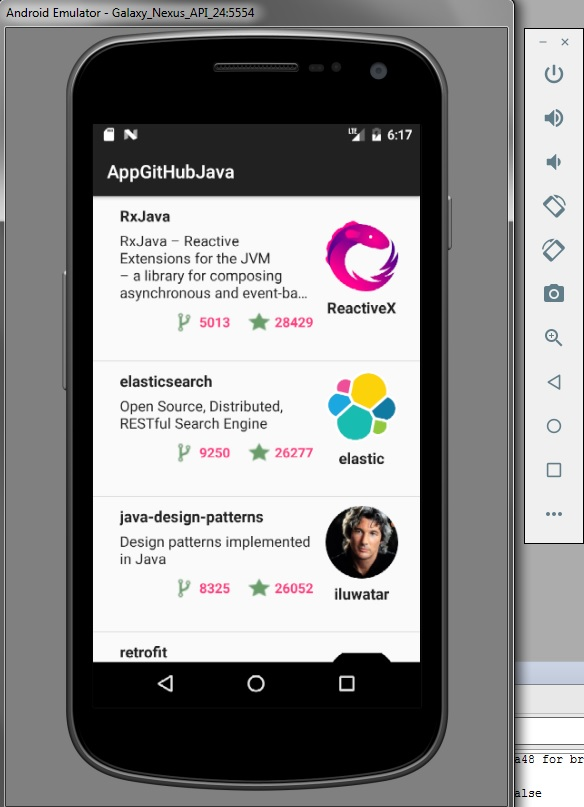 Android Emulator - Galaxy_Nexus_API_24:5554
LTE 6:17
AppGitHubJava
RxJava
RxJava – Reactive
Extensions for the JVM
– a library for composing
asynchronous and event-ba...
5013 28429
ReactiveX
elasticsearch
Open Source, Distributed,
RESTful Search Engine
9250 26277
elastic
java-design-patterns
Design patterns implemented
in Java
8325 26052
iluwatar
retrofit
a48 for br
alse